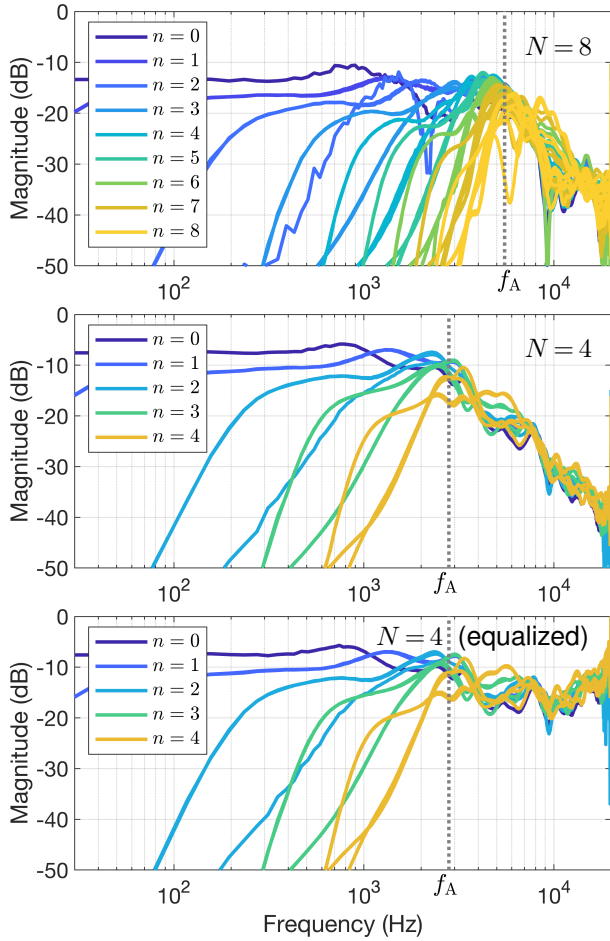 0
N = 8
-10
-20
-30
-40
-50
Magnitude (dB)
n = 0
n = 1
n = 2
n = 3
n = 4
n = 5
n = 6
n = 7
n = 8
10²
10³
f_A
10⁴
0
N = 4
-10
-20
-30
-40
-50
Magnitude (dB)
n = 0
n = 1
n = 2
n = 3
n = 4
10²
10³
f_A
10⁴
0
N = 4 (equalized)
-10
-20
-30
-40
-50
Magnitude (dB)
n = 0
n = 1
n = 2
n = 3
n = 4
10²
10³
f_A
10⁴
Frequency (Hz)